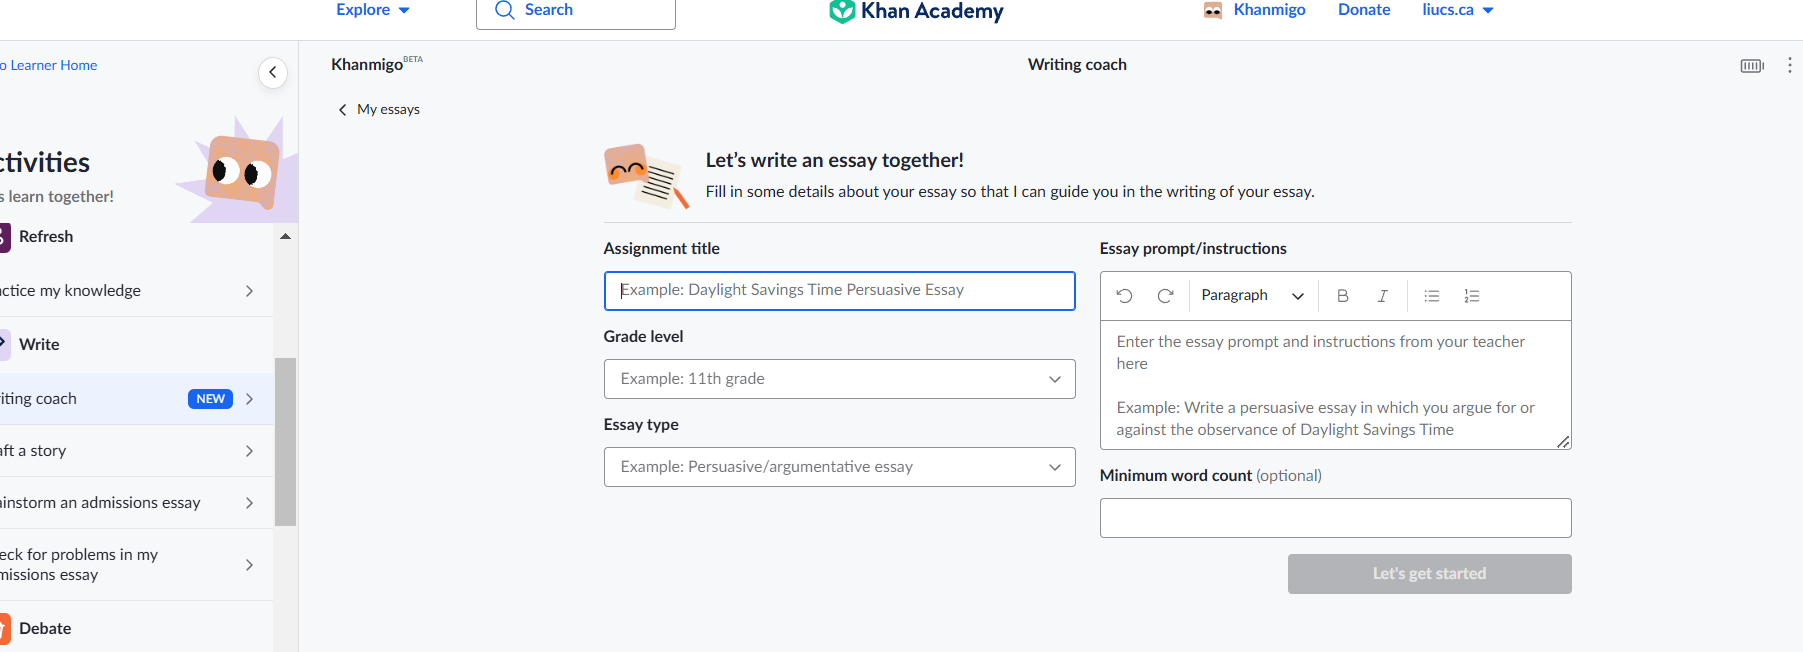 Explore
Search
Khan Academy
Khanmigo
Donate
liucs.ca
o Learner Home
ctivities
s learn together!
Refresh
actice my knowledge
Write
iting coach
NEW
aft a story
ainstorm an admissions essay
eck for problems in my
missions essay
Debate
Khanmigo BETA
Writing coach
My essays
Let's write an essay together!
Fill in some details about your essay so that I can guide you in the writing of your essay.
Assignment title
Example: Daylight Savings Time Persuasive Essay
Grade level
Example: 11th grade
Essay type
Example: Persuasive/argumentative essay
Essay prompt/instructions
Paragraph
B
I
Enter the essay prompt and instructions from your teacher
here
Example: Write a persuasive essay in which you argue for or
against the observance of Daylight Savings Time
Minimum word count (optional)
Let's get started